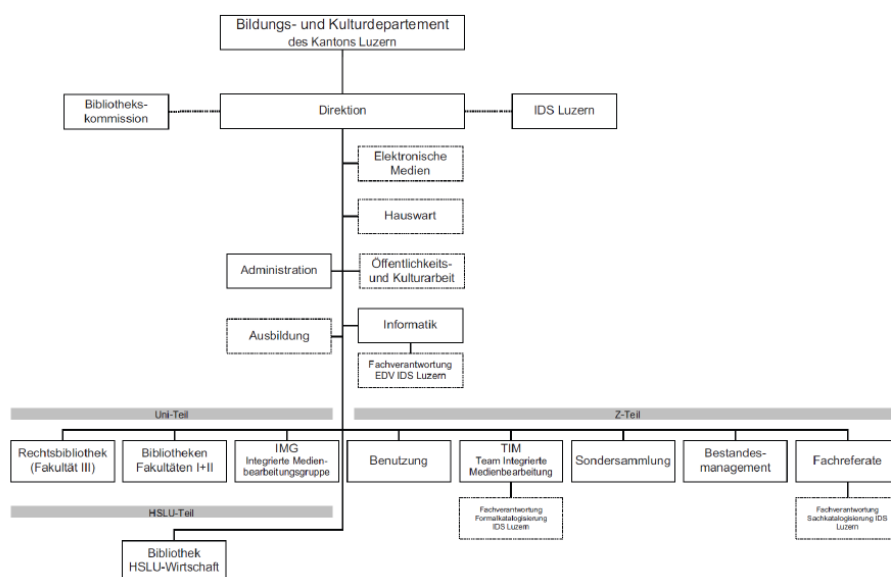 Bildungs- und Kulturdepartement
des Kantons Luzern
Bibliotheks-
kommission
Direktion
IDS Luzern
Elektronische
Medien
Hauswart
Administration
Öffentlichkeits-
und Kulturarbeit
Ausbildung
Informatik
Fachverantwortung
EDV IDS Luzern
Uni-Teil
Z-Teil
Rechtsbibliothek
(Fakultät III)
Bibliotheken
Fakultäten I+II
IMG
Integrierte Medien-
bearbeitungsgruppe
Benutzung
TIM
Team Integrierte
Medienbearbeitung
Sondersammlung
Bestandes-
management
Fachreferate
Fachverantwortung
Formalkatalogisierung
IDS Luzern
Fachverantwortung
Sachkatalogisierung IDS
Luzern
HSLU-Teil
Bibliothek
HSLU-Wirtschaft